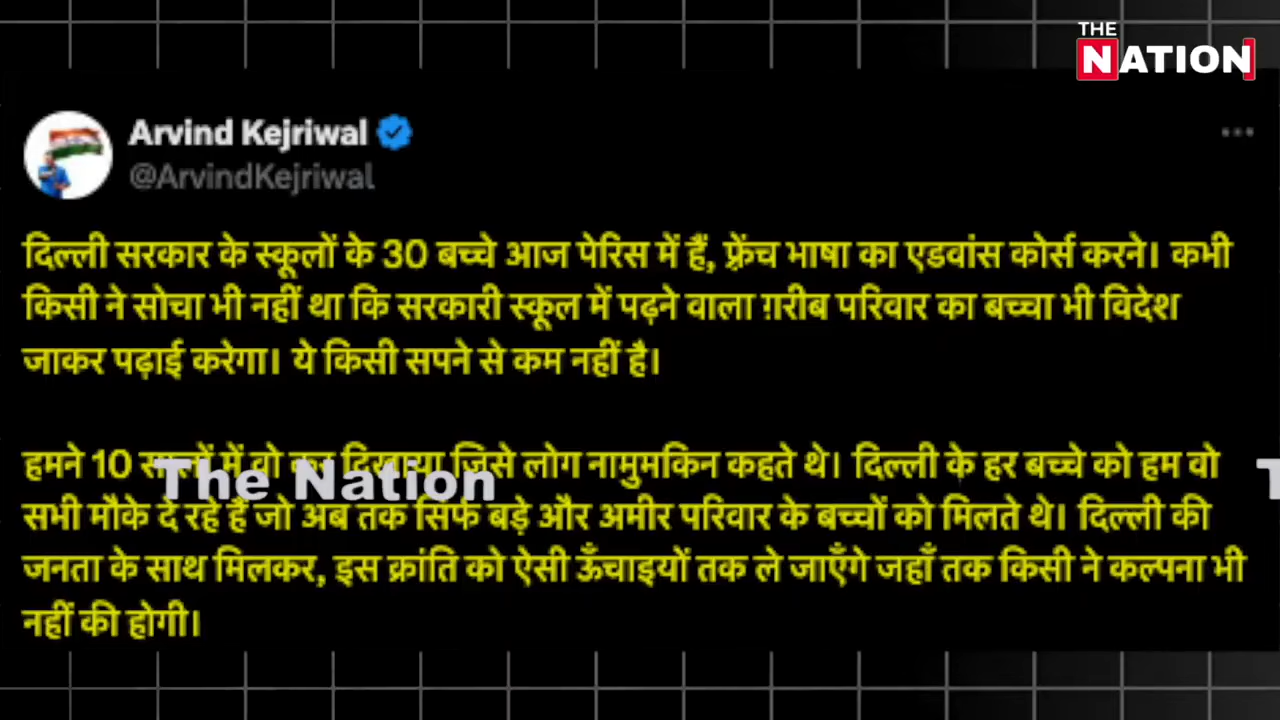 THE
NATION
Arvind Kejriwal
@ArvindKejriwal
दिल्ली सरकार के स्कूलों के 30 बच्चे आज पेरिस में हैं, फ़्रेंच भाषा का एडवांस कोर्स करने। कभी
किसी ने सोचा भी नहीं था कि सरकारी स्कूल में पढ़ने वाला ग़रीब परिवार का बच्चा भी विदेश
जाकर पढ़ाई करेगा। ये किसी सपने से कम नहीं है।
हमने 10 सालों में वो कर दिखाया जिसे लोग नामुमकिन कहते थे। दिल्ली के हर बच्चे को हम वो
The Nation
सभी मौके दे रहे हैं जो अब तक सिर्फ बड़े और अमीर परिवार के बच्चों को मिलते थे। दिल्ली की
जनता के साथ मिलकर, इस क्रांति को ऐसी ऊँचाइयों तक ले जाएँगे जहाँ तक किसी ने कल्पना भी
नहीं की होगी।